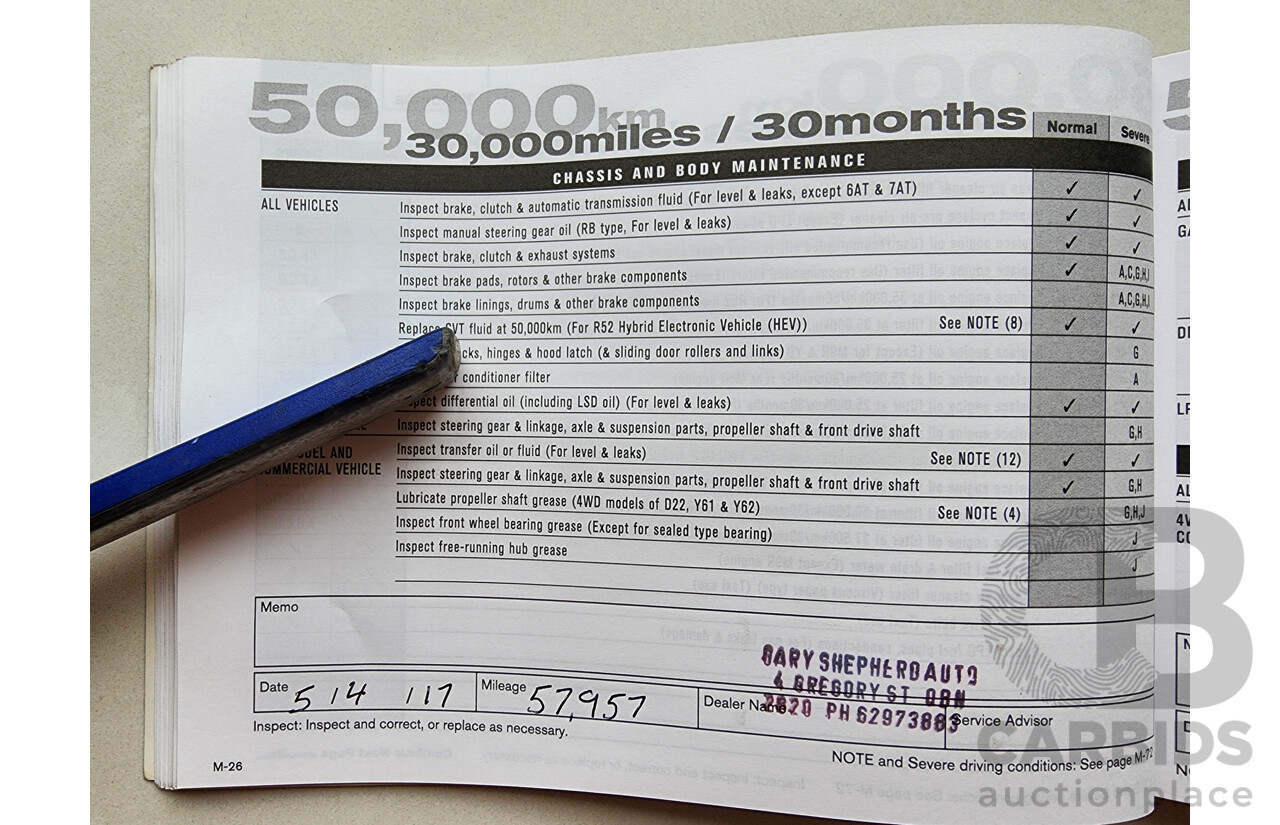 50,000km
30,000miles / 30months
Normal
Severe
CHASSIS AND BODY MAINTENANCE
ALL VEHICLES
Inspect brake, clutch & automatic transmission fluid (For level & leaks, except 6AT & 7AT) ✓ ✓
Inspect manual steering gear oil (RB type, For level & leaks) ✓ ✓
Inspect brake, clutch & exhaust systems ✓ ✓
Inspect brake pads, rotors & other brake components ✓ A,C,G,H,I
Inspect brake linings, drums & other brake components A,C,G,H,I
Replace CVT fluid at 50,000km (For R52 Hybrid Electronic Vehicle (HEV)) See NOTE (8) ✓ ✓
cks, hinges & hood latch (& sliding door rollers and links) G
r conditioner filter A
pect differential oil (including LSD oil) (For level & leaks) ✓ ✓
Inspect steering gear & linkage, axle & suspension parts, propeller shaft & front drive shaft G,H
Inspect transfer oil or fluid (For level & leaks) See NOTE (12) ✓ ✓
DEL AND
MMERCIAL VEHICLE
Inspect steering gear & linkage, axle & suspension parts, propeller shaft & front drive shaft ✓ G,H
Lubricate propeller shaft grease (4WD models of D22, Y61 & Y62) See NOTE (4) G,H,J
Inspect front wheel bearing grease (Except for sealed type bearing) J
Inspect free-running hub grease J
Memo
GARY SHEPHERD AUTO
4 GREGORY ST QBN
2620 PH 62973883
Date 5 / 4 / 17
Mileage 57,957
Dealer Name
Service Advisor
Inspect: Inspect and correct, or replace as necessary.
NOTE and Severe driving conditions: See page M-72
M-26
CARBIDS
auctionplace